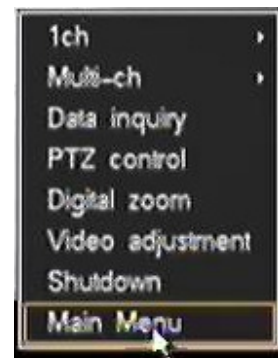 1ch
Multi-ch
Data inquiry
PTZ control
Digital zoom
Video adjustment
Shutdown
Main Menu